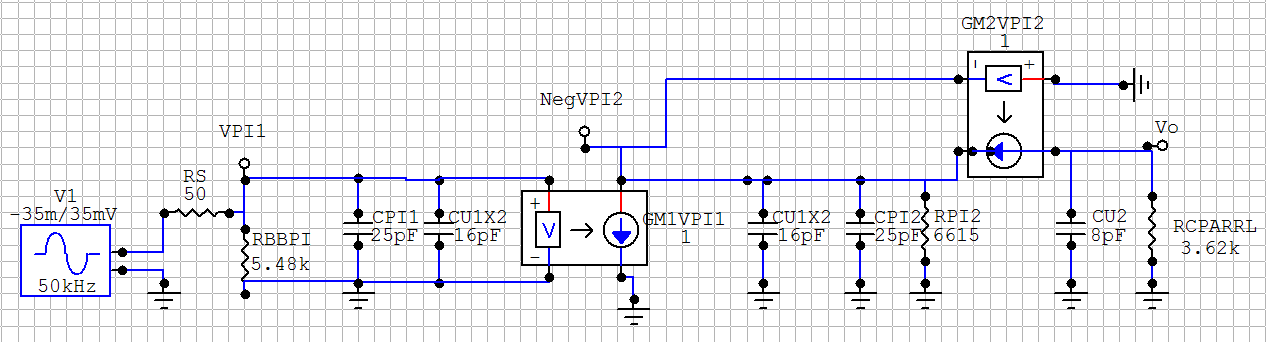 GM2VPI2
1
- +
<
NegVPI2
VPI1
Vo
V1
-35m/35mV
50kHz
RS
50
RBBPI
5.48k
CPI1
25pF
CU1X2
16pF
+
V
-
GM1VPI1
1
CU1X2
16pF
CPI2
25pF
RPI2
6615
CU2
8pF
RCPARRL
3.62k